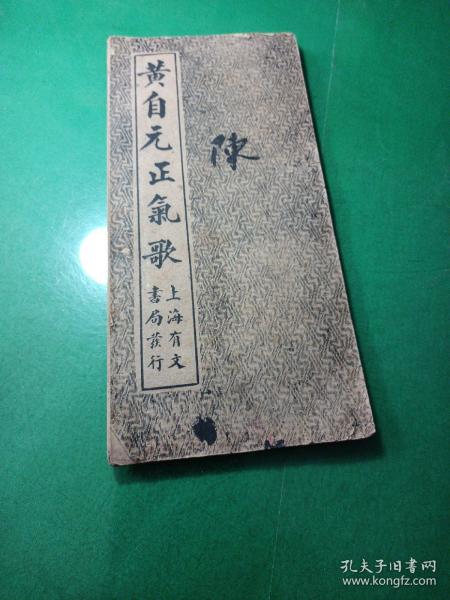 黃自元正氣歌
上海有文
書局發行
陳
孔夫子旧书网
www.kongfz.com